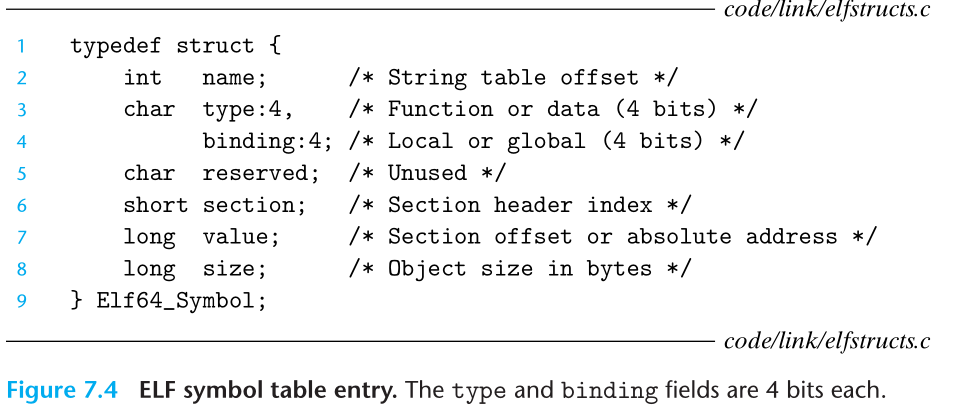 code/link/elfstructs.c
1 typedef struct {
2 int name; /* String table offset */
3 char type:4, /* Function or data (4 bits) */
4 binding:4; /* Local or global (4 bits) */
5 char reserved; /* Unused */
6 short section; /* Section header index */
7 long value; /* Section offset or absolute address */
8 long size; /* Object size in bytes */
9 } Elf64_Symbol;
code/link/elfstructs.c
Figure 7.4 ELF symbol table entry. The type and binding fields are 4 bits each.